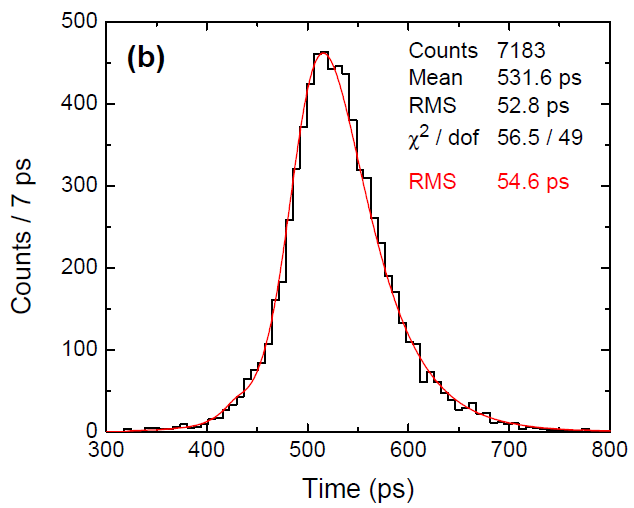 (b)
Counts 7183
Mean 531.6 ps
RMS 52.8 ps
χ² / dof 56.5 / 49
RMS 54.6 ps
Counts / 7 ps
500
400
300
200
100
0
300 400 500 600 700 800
Time (ps)